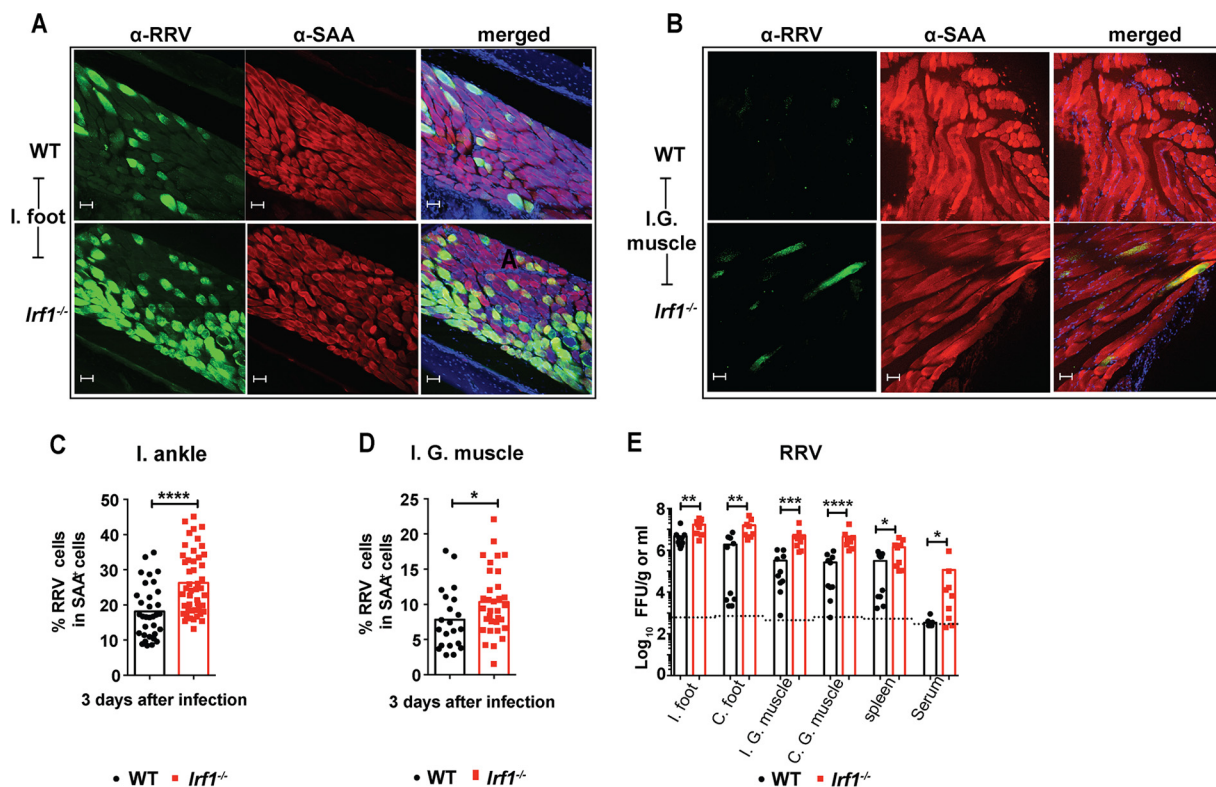 A
α-RRV α-SAA merged
WT
I. foot
Irf1-/-
A
B
α-RRV α-SAA merged
WT
I.G.
muscle
Irf1-/-
C
I. ankle
****
% RRV cells
in SAA+ cells
50
40
30
20
10
0
3 days after infection
WT Irf1-/-
D
I. G. muscle
*
% RRV cells
in SAA+ cells
25
20
15
10
5
0
3 days after infection
WT Irf1-/-
E
RRV
** ** *** **** * *
Log10 FFU/g or ml
8
6
4
2
0
I. foot
C. foot
I. G. muscle
C. G. muscle
spleen
Serum
WT Irf1-/-